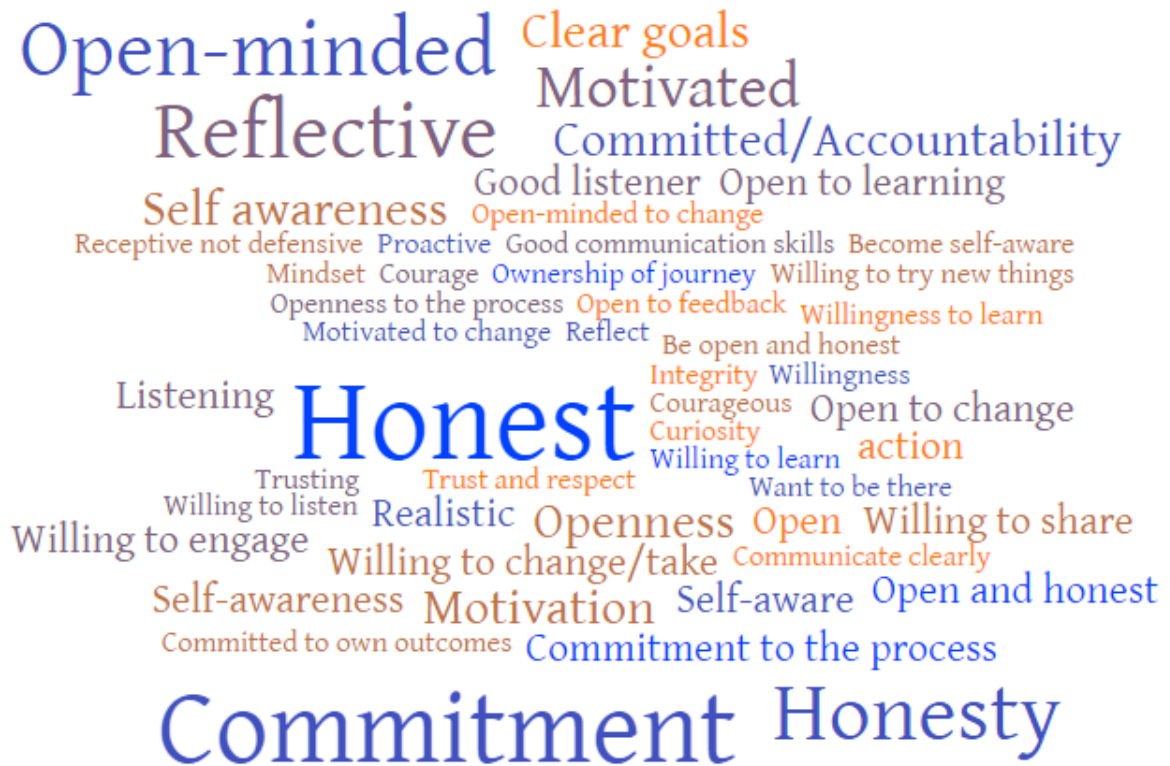 Open-minded Clear goals
Motivated
Reflective Committed/Accountability
Good listener Open to learning
Self awareness Open-minded to change
Receptive not defensive Proactive Good communication skills Become self-aware
Mindset Courage Ownership of journey Willing to try new things
Openness to the process Open to feedback Willingness to learn
Motivated to change Reflect Be open and honest
Integrity Willingness
Listening Honest Courageous Open to change
Curiosity action
Willing to learn
Trusting Trust and respect Want to be there
Willing to listen Realistic Openness Open Willing to share
Willing to engage Willing to change/take Communicate clearly
Self-awareness Motivation Self-aware Open and honest
Committed to own outcomes Commitment to the process
Commitment Honesty